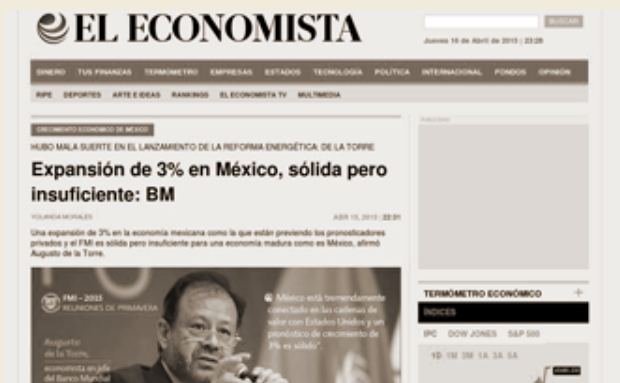 EL ECONOMISTA
BUSCAR
Jueves 16 de Abril de 2015 | 23:29
DINERO TUS FINANZAS TERMÓMETRO EMPRESAS ESTADOS TECNOLOGÍA POLÍTICA INTERNACIONAL FONDOS OPINIÓN
RIPE DEPORTES ARTE E IDEAS RANKINGS EL ECONOMISTA TV MULTIMEDIA
PUBLICIDAD
CRECIMIENTO ECONÓMICO DE MÉXICO
HUBO MALA SUERTE EN EL LANZAMIENTO DE LA REFORMA ENERGÉTICA: DE LA TORRE
Expansión de 3% en México, sólida pero
insuficiente: BM
YOLANDA MORALES
ABR 15, 2015 | 22:31
Una expansión de 3% en la economía mexicana como la que están previendo los pronosticadores
privados y el FMI es sólida pero insuficiente para una economía madura como es México, afirmó
Augusto de la Torre.
FMI - 2015
REUNIONES DE PRIMAVERA
México está tremendamente
conectado en las cadenas de
valor con Estados Unidos y un
pronóstico de crecimiento de
3% es sólido".
Augusto
de la Torre,
economista en jefe
del Banco Mundial
TERMÓMETRO ECONÓMICO +
ÍNDICES
IPC DOW JONES S&P 500
1D 1M 3M 1A 3A 5A